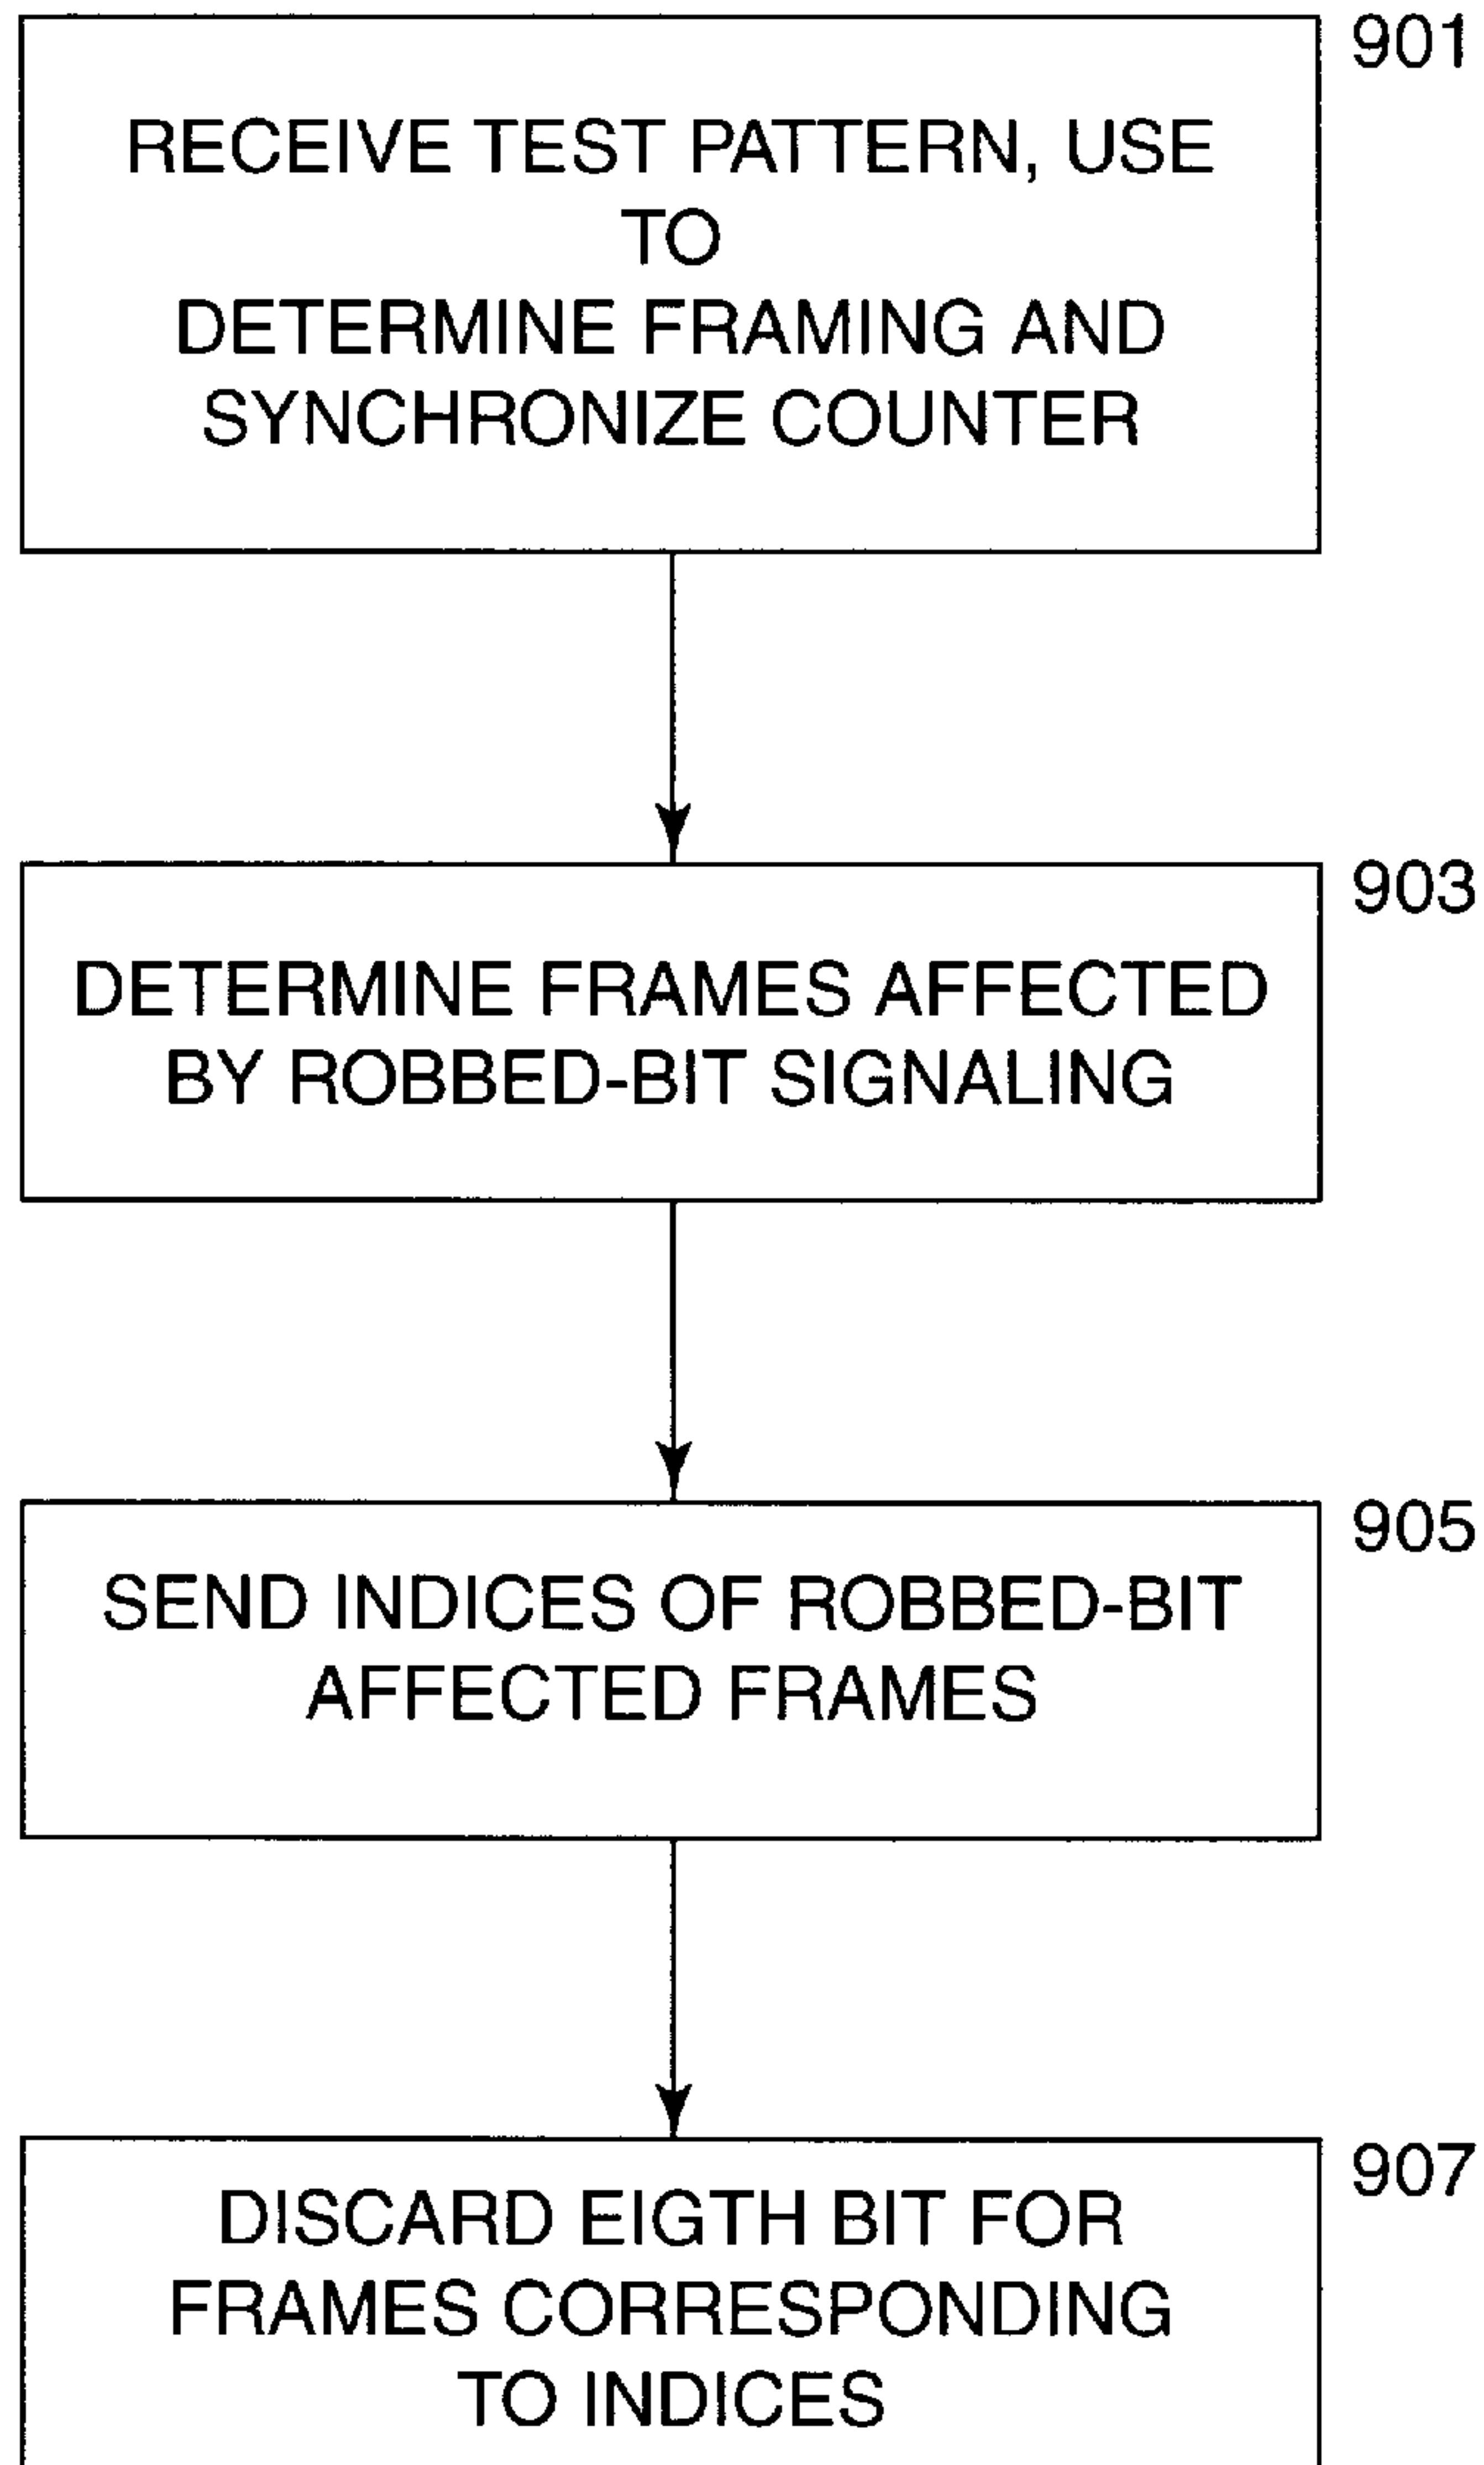 901
RECEIVE TEST PATTERN, USE
TO
DETERMINE FRAMING AND
SYNCHRONIZE COUNTER
903
DETERMINE FRAMES AFFECTED
BY ROBBED-BIT SIGNALING
905
SEND INDICES OF ROBBED-BIT
AFFECTED FRAMES
907
DISCARD EIGTH BIT FOR
FRAMES CORRESPONDING
TO INDICES